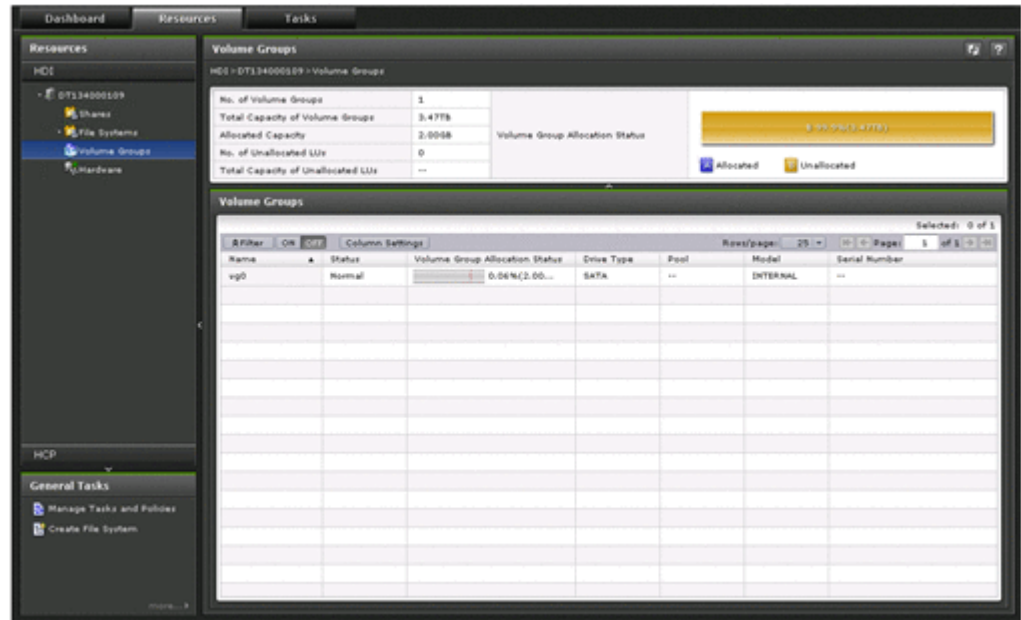 Dashboard Resources Tasks
Resources
HDI
DT134000109
Shares
File Systems
Volume Groups
Hardware
HCP
General Tasks
Manage Tasks and Policies
Create File System
more...
Volume Groups
HDI > DT134000109 > Volume Groups
No. of Volume Groups 1
Total Capacity of Volume Groups 3.47TB
Allocated Capacity 2.00GB
No. of Unallocated LUs 0
Total Capacity of Unallocated LUs --
Volume Group Allocation Status
99.9%(3.47TB)
Allocated Unallocated
Volume Groups
Selected: 0 of 1
Filter ON OFF Column Settings Rows/page: 25 Page: 1 of 1
Name Status Volume Group Allocation Status Drive Type Pool Model Serial Number
vg0 Normal 0.06%(2.00... SATA -- INTERNAL --